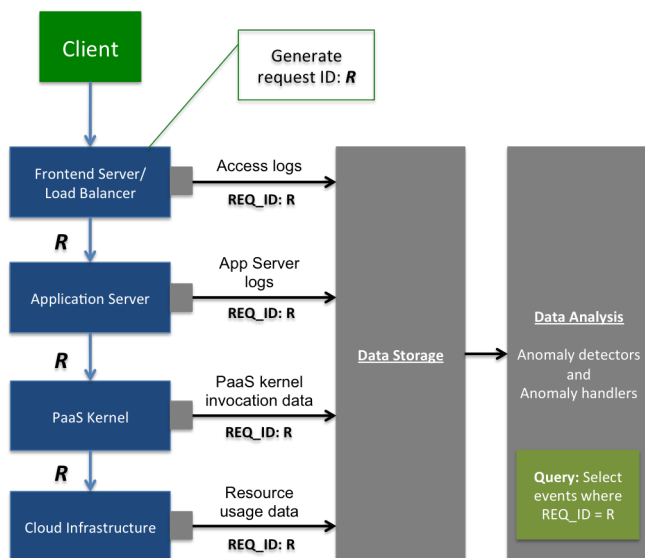 Client
Generate
request ID: R
Frontend Server/
Load Balancer
Access logs
REQ_ID: R
R
Application Server
App Server
logs
REQ_ID: R
R
PaaS Kernel
PaaS kernel
invocation data
REQ_ID: R
R
Cloud Infrastructure
Resource
usage data
REQ_ID: R
Data Storage
Data Analysis
Anomaly detectors
and
Anomaly handlers
Query: Select
events where
REQ_ID = R